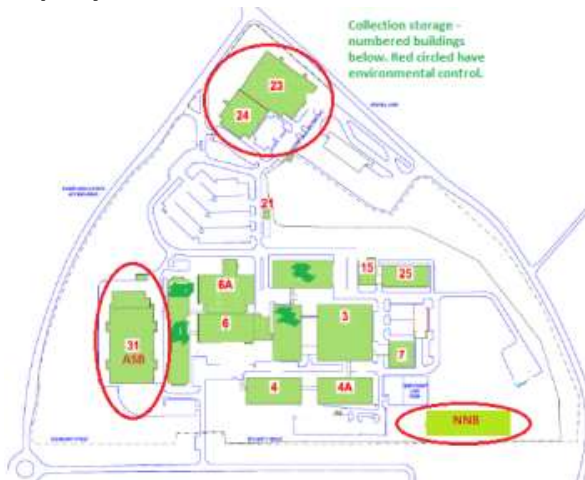 Collection storage -
numbered buildings
below. Red circled have
environmental control.
23
24
21
15
25
6A
6
3
31
ASB
7
4
4A
NNB